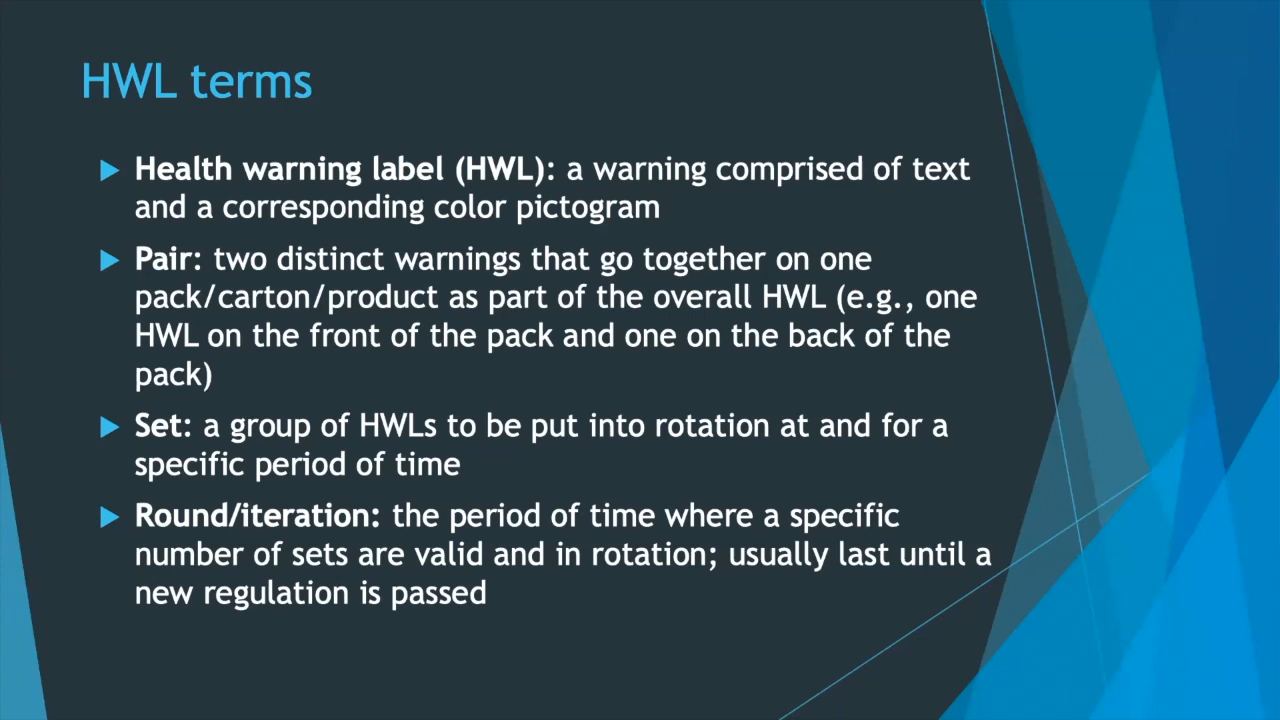 HWL terms
Health warning label (HWL): a warning comprised of text
and a corresponding color pictogram
Pair: two distinct warnings that go together on one
pack/carton/product as part of the overall HWL (e.g., one
HWL on the front of the pack and one on the back of the
pack)
Set: a group of HWLs to be put into rotation at and for a
specific period of time
Round/iteration: the period of time where a specific
number of sets are valid and in rotation; usually last until a
new regulation is passed